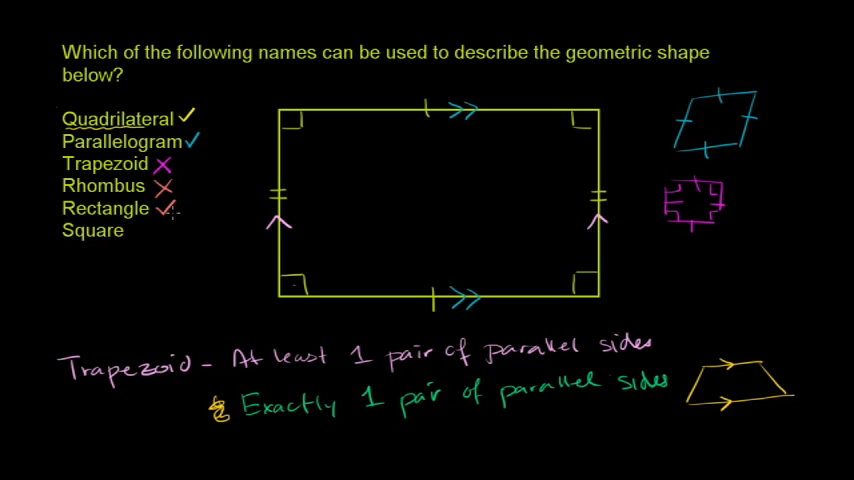 Which of the following names can be used to describe the geometric shape
below?
Quadrilateral
Parallelogram
Trapezoid
Rhombus
Rectangle
Square
Trapezoid - At least 1 pair of parallel sides
Exactly 1 pair of parallel sides